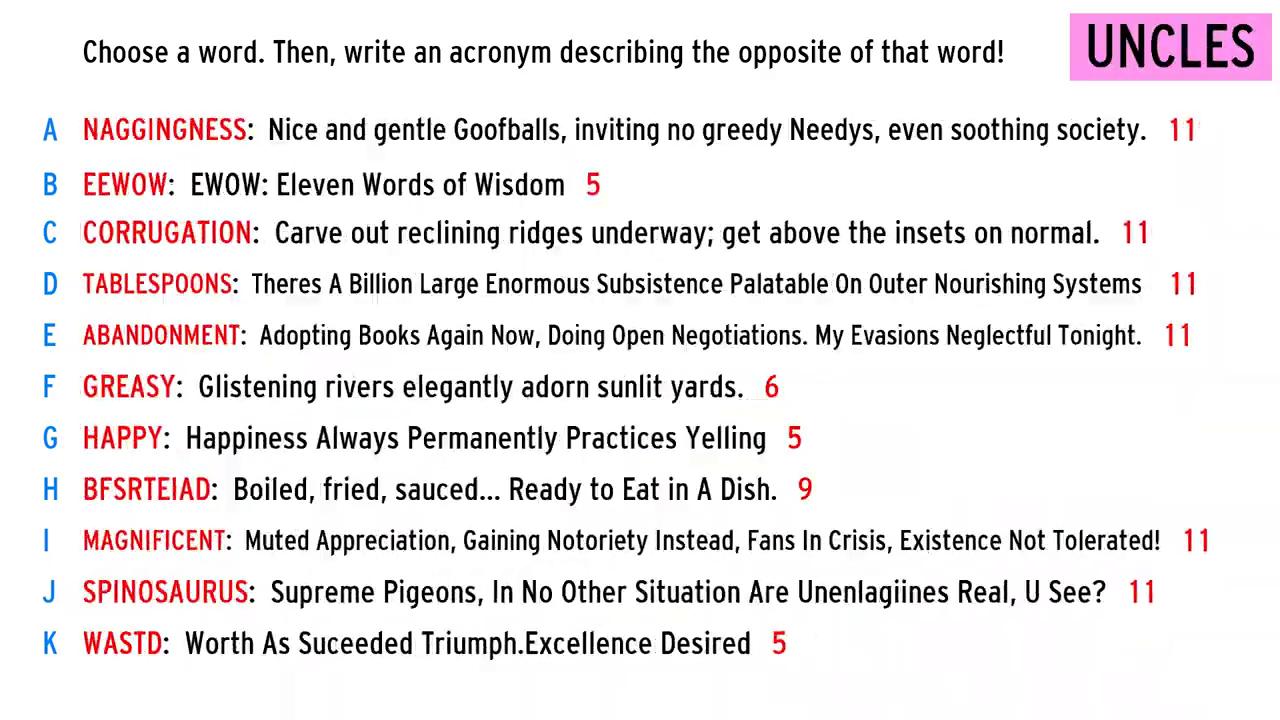 Choose a word. Then, write an acronym describing the opposite of that word!
UNCLES
A NAGGINGNESS: Nice and gentle Goofballs, inviting no greedy Needys, even soothing society. 11
B EEWOW: EWOW: Eleven Words of Wisdom 5
C CORRUGATION: Carve out reclining ridges underway; get above the insets on normal. 11
D TABLESPOONS: Theres A Billion Large Enormous Subsistence Palatable On Outer Nourishing Systems 11
E ABANDONMENT: Adopting Books Again Now, Doing Open Negotiations. My Evasions Neglectful Tonight. 11
F GREASY: Glistening rivers elegantly adorn sunlit yards. 6
G HAPPY: Happiness Always Permanently Practices Yelling 5
H BFSRTEIAD: Boiled, fried, sauced... Ready to Eat in A Dish. 9
I MAGNIFICENT: Muted Appreciation, Gaining Notoriety Instead, Fans In Crisis, Existence Not Tolerated! 11
J SPINOSAURUS: Supreme Pigeons, In No Other Situation Are Unenlagiines Real, U See? 11
K WASTD: Worth As Suceeded Triumph.Excellence Desired 5